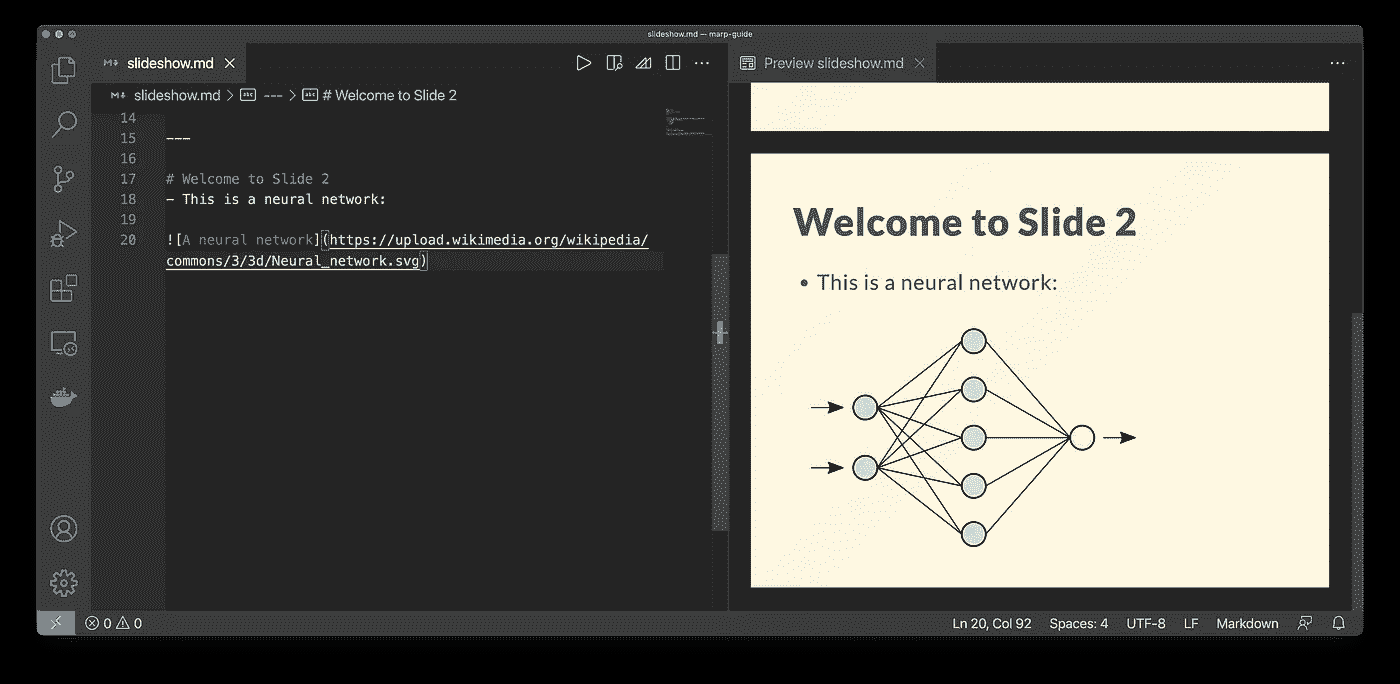 slideshow.md — marp-guide
slideshow.md
Preview slideshow.md
slideshow.md > --- > # Welcome to Slide 2
14
15 ---
16
17 # Welcome to Slide 2
18 - This is a neural network:
19
20 ![A neural network](https://upload.wikimedia.org/wikipedia/
commons/3/3d/Neural_network.svg)
Welcome to Slide 2
• This is a neural network:
0 0
Ln 20, Col 92 Spaces: 4 UTF-8 LF Markdown